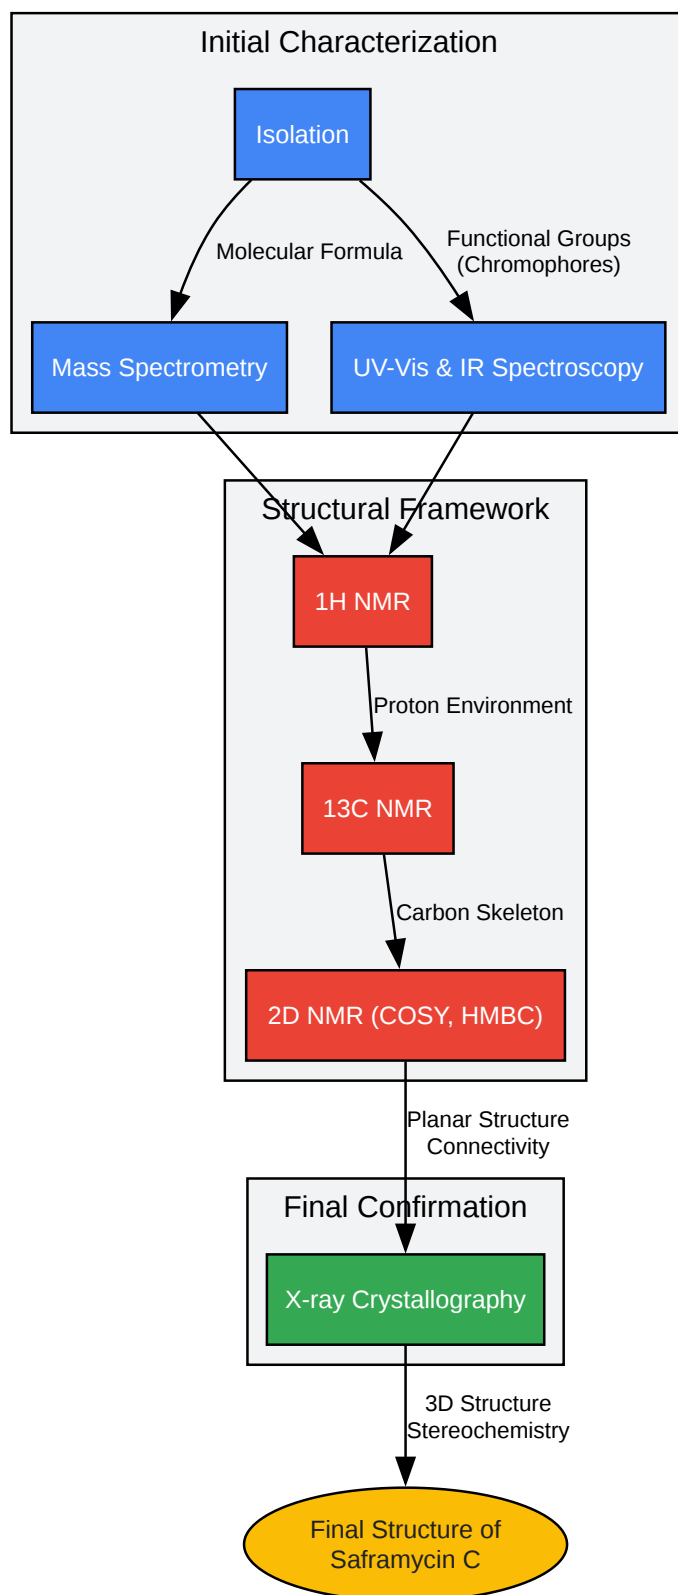 Initial Characterization
Isolation
Molecular Formula
Functional Groups
(Chromophores)
Mass Spectrometry
UV-Vis & IR Spectroscopy
Structural Framework
1H NMR
Proton Environment
13C NMR
Carbon Skeleton
2D NMR (COSY, HMBC)
Planar Structure
Connectivity
Final Confirmation
X-ray Crystallography
3D Structure
Stereochemistry
Final Structure of
Saframycin C